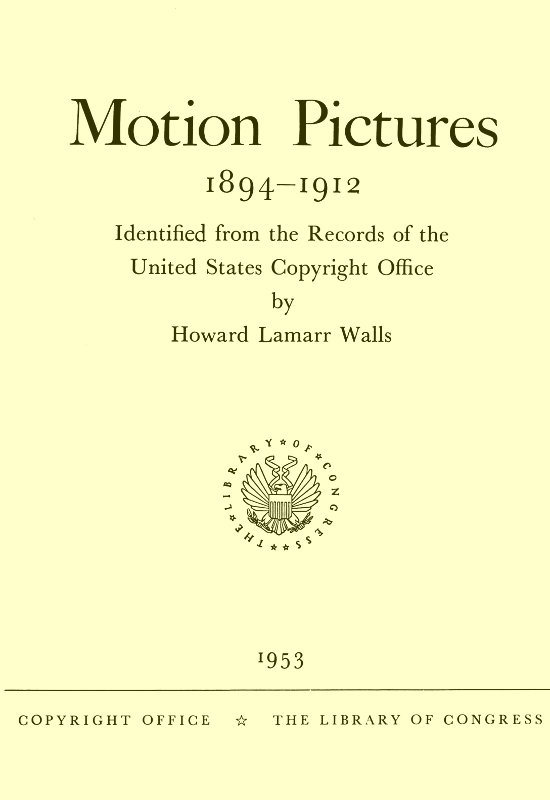 Motion Pictures
1894–1912
Identified from the Records of the
United States Copyright Office
by
Howard Lamarr Walls
THE LIBRARY ☆ OF ☆ CONGRESS ☆ ☆
1953
COPYRIGHT OFFICE ☆ THE LIBRARY OF CONGRESS